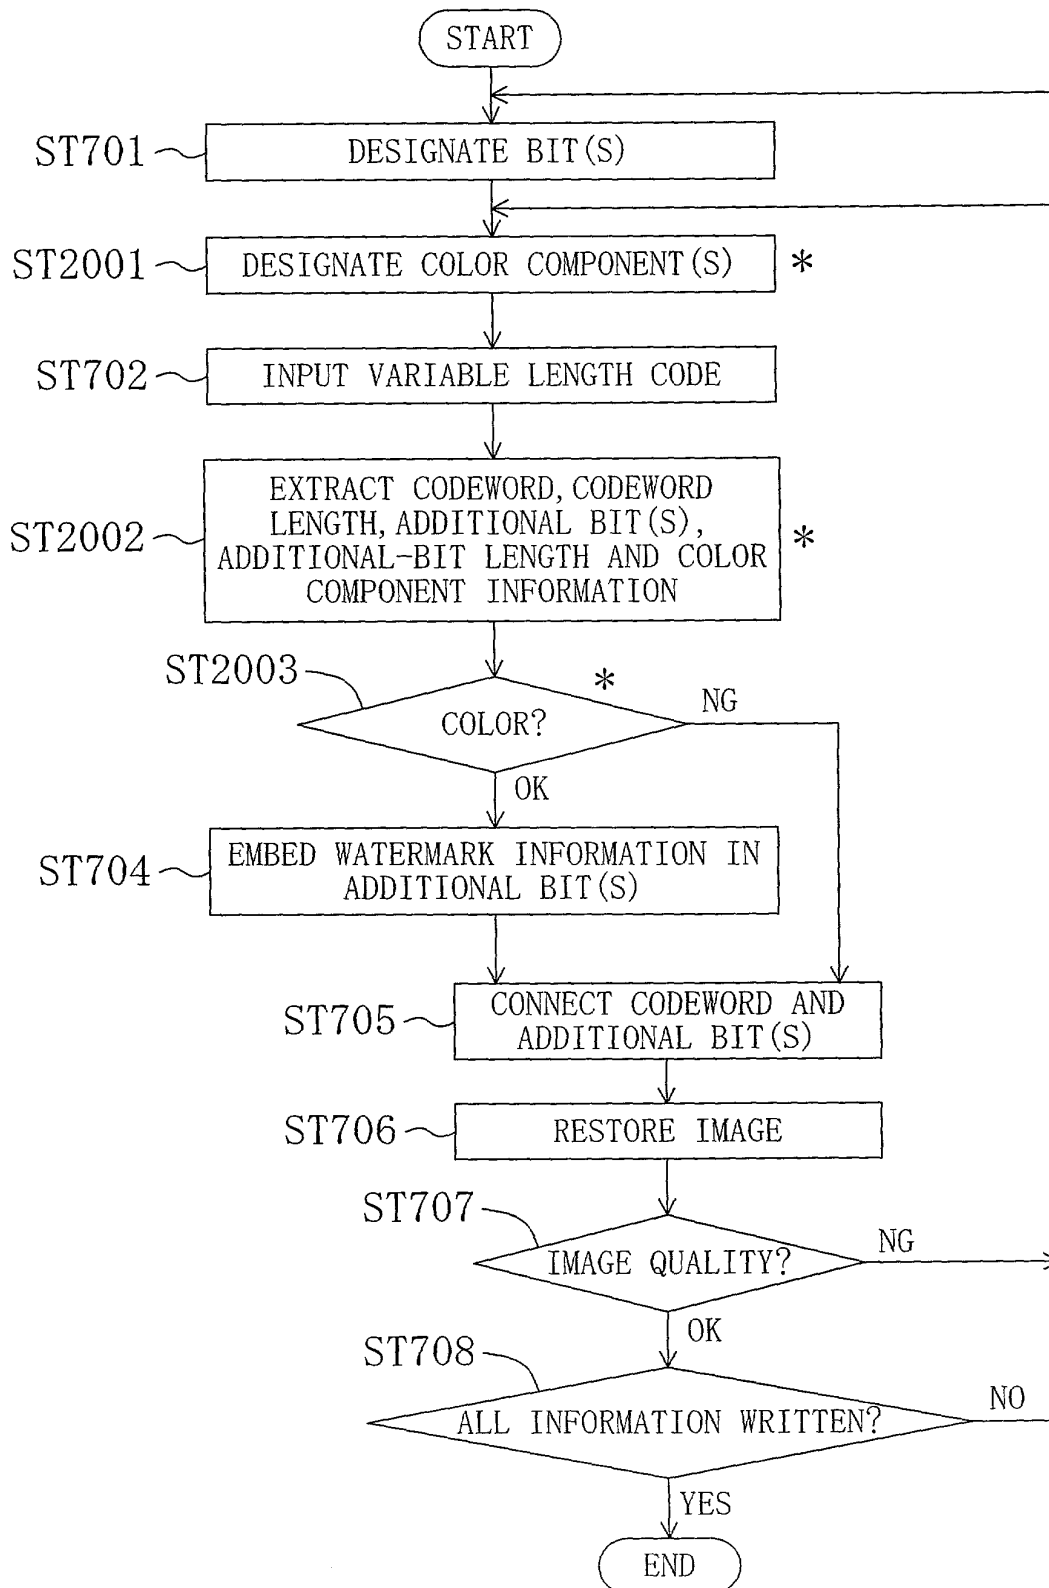 START
ST701
DESIGNATE BIT(S)
ST2001
DESIGNATE COLOR COMPONENT(S)
*
ST702
INPUT VARIABLE LENGTH CODE
ST2002
EXTRACT CODEWORD, CODEWORD
LENGTH, ADDITIONAL BIT(S),
ADDITIONAL-BIT LENGTH AND COLOR
COMPONENT INFORMATION
*
ST2003
*
COLOR?
NG
OK
ST704
EMBED WATERMARK INFORMATION IN
ADDITIONAL BIT(S)
ST705
CONNECT CODEWORD AND
ADDITIONAL BIT(S)
ST706
RESTORE IMAGE
ST707
IMAGE QUALITY?
NG
OK
ST708
ALL INFORMATION WRITTEN?
NO
YES
END